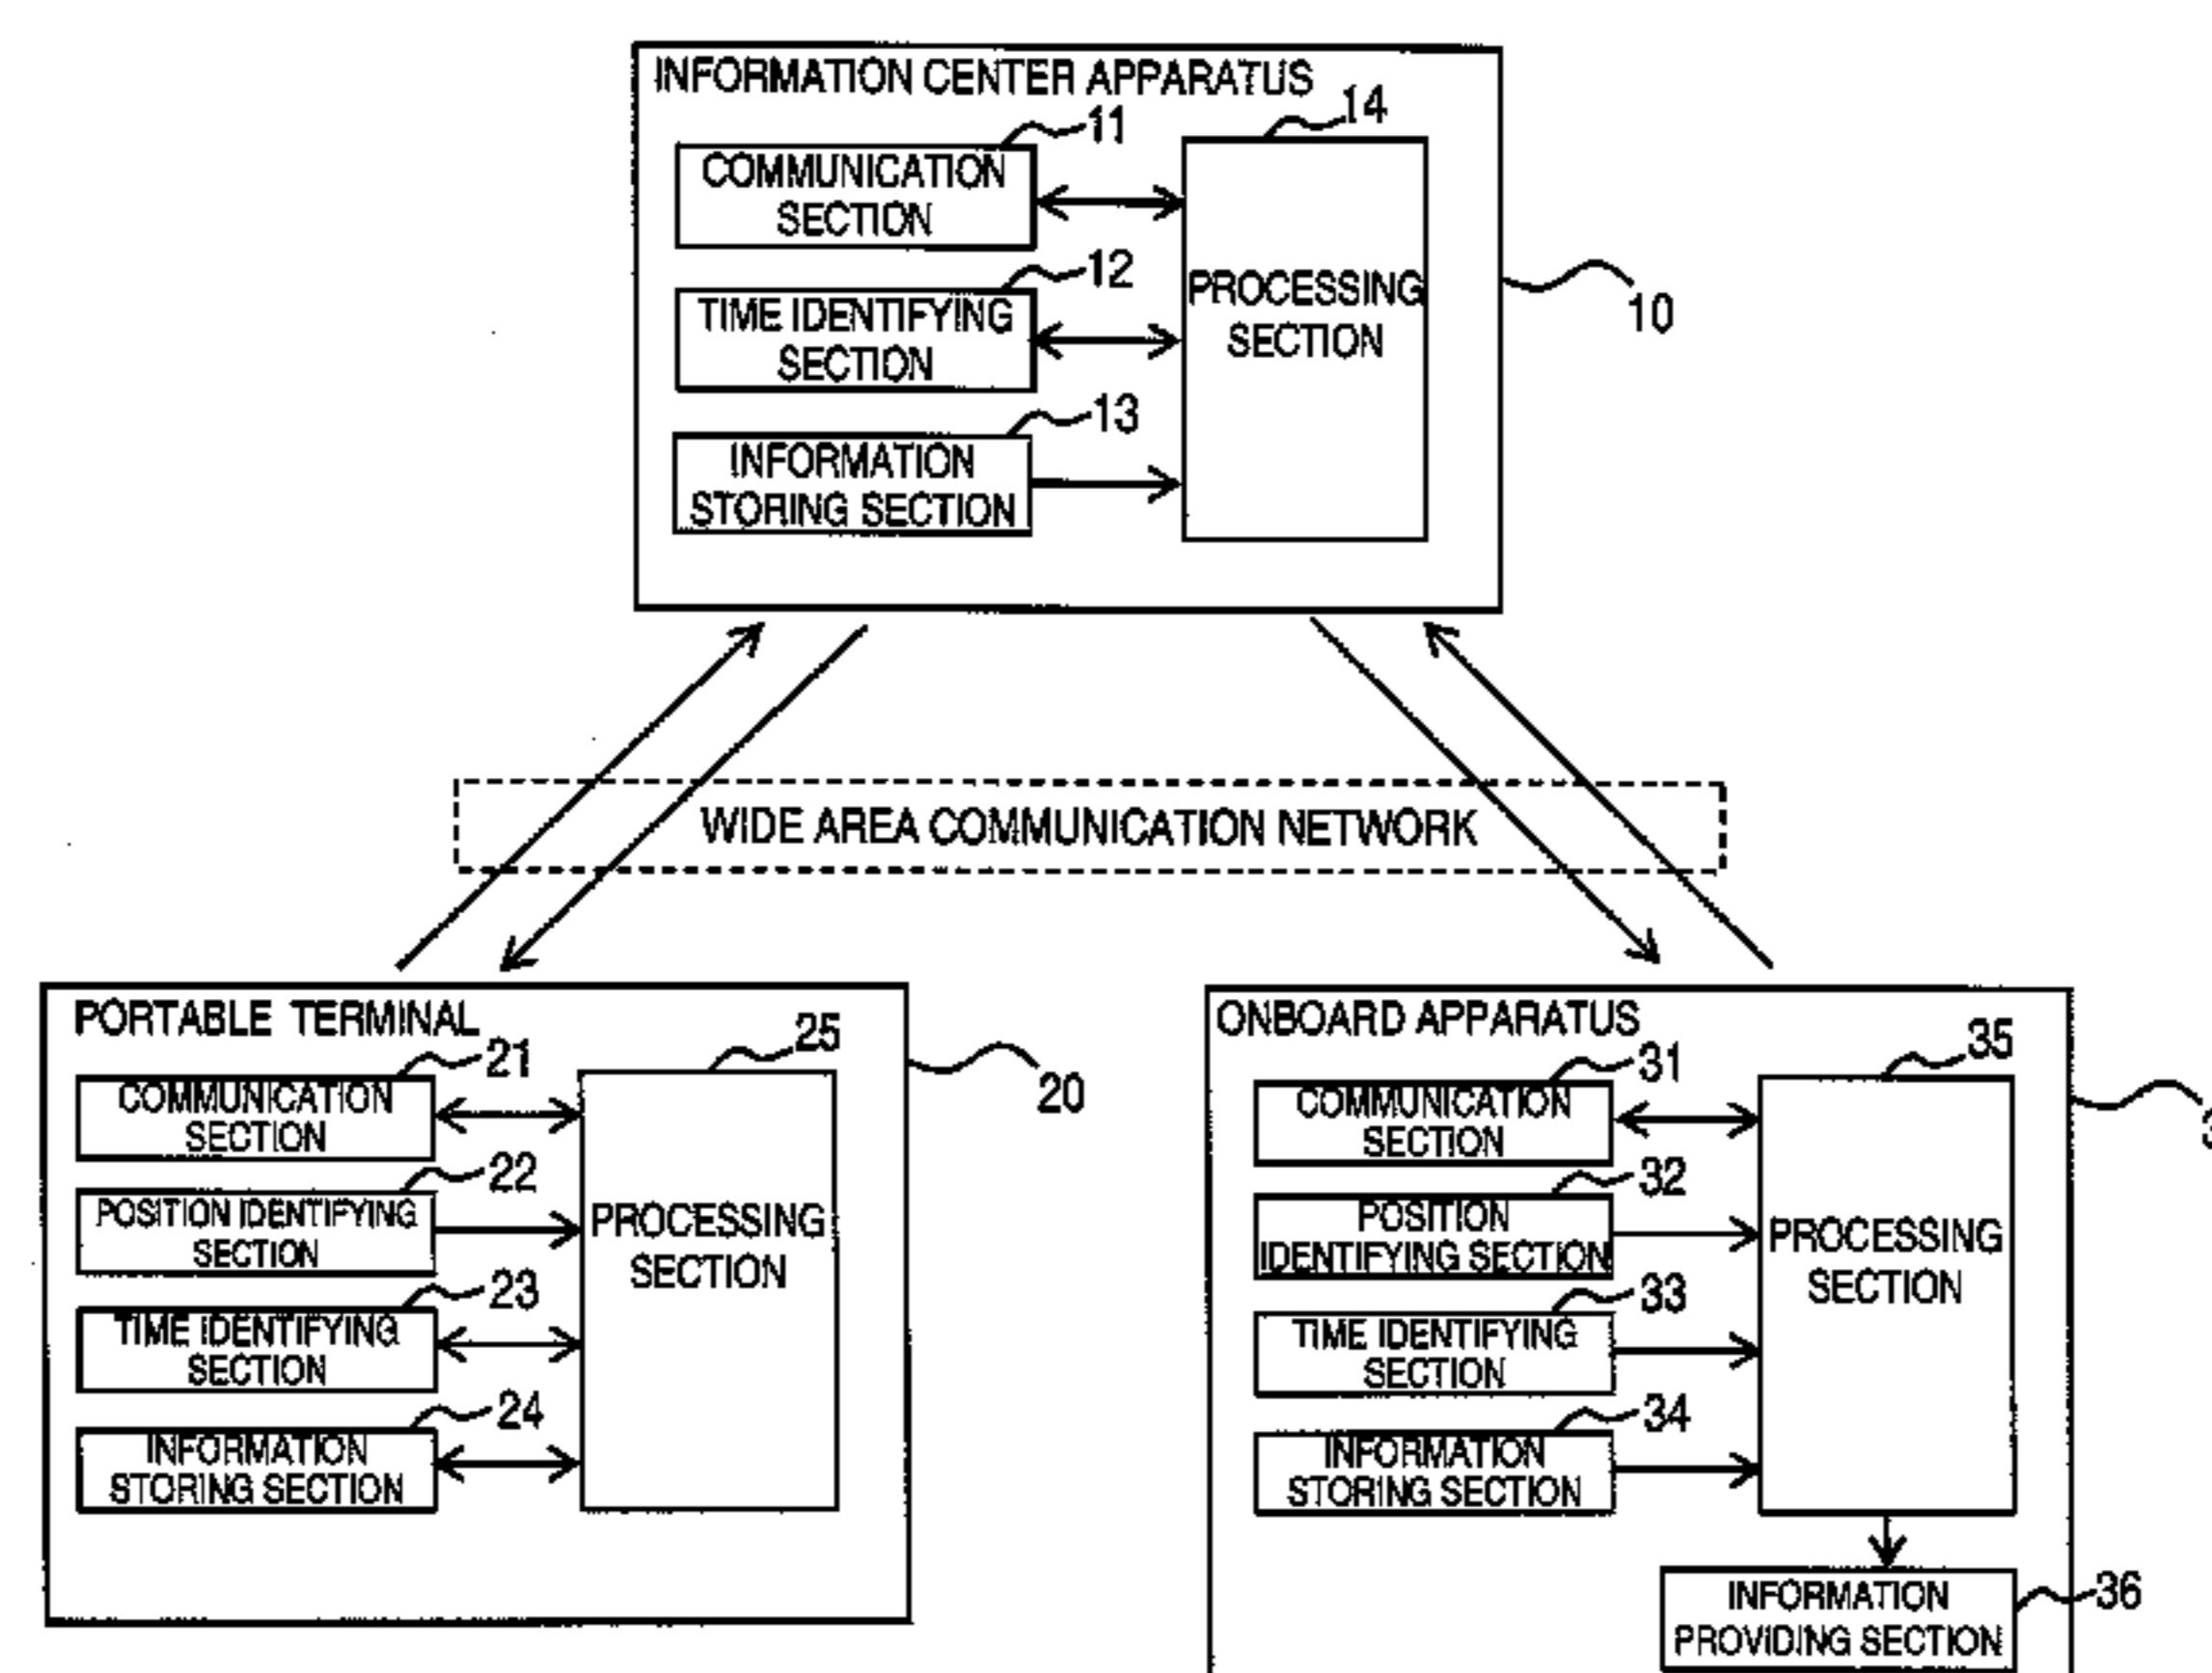 INFORMATION CENTER APPARATUS
11
14
COMMUNICATION
SECTION
12
TIME IDENTIFYING
SECTION
PROCESSING
SECTION
10
13
INFORMATION
STORING SECTION
WIDE AREA COMMUNICATION NETWORK
PORTABLE TERMINAL
21
25
20
COMMUNICATION
SECTION
22
POSITION IDENTIFYING
SECTION
PROCESSING
SECTION
23
TIME IDENTIFYING
SECTION
24
INFORMATION
STORING SECTION
ONBOARD APPARATUS
31
35
COMMUNICATION
SECTION
32
POSITION
IDENTIFYING SECTION
PROCESSING
SECTION
33
TIME IDENTIFYING
SECTION
34
INFORMATION
STORING SECTION
36
INFORMATION
PROVIDING SECTION